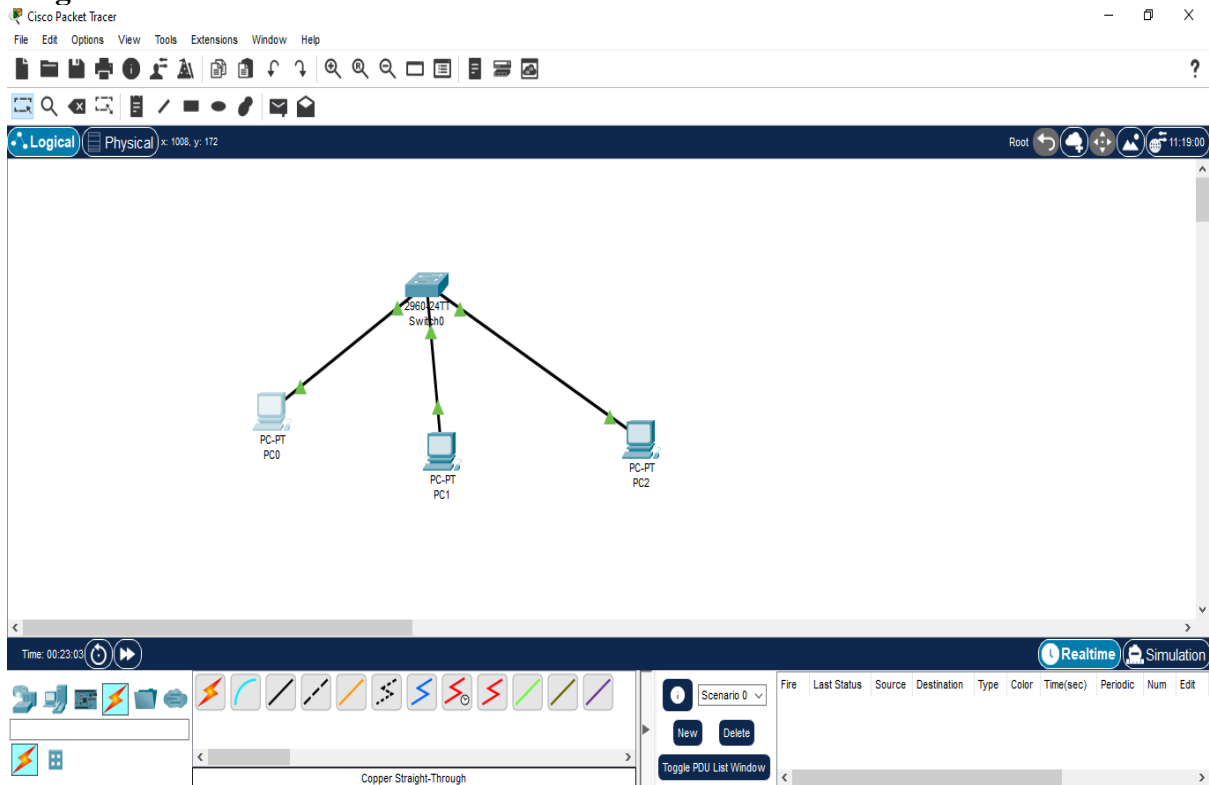 Cisco Packet Tracer
File Edit Options View Tools Extensions Window Help
?
Logical Physical x: 1008, y: 172 Root 11:19:00
2960-24TT
Switch0
PC-PT
PC0
PC-PT
PC1
PC-PT
PC2
Time: 00:23:03 Realtime Simulation
Scenario 0
Fire Last Status Source Destination Type Color Time(sec) Periodic Num Edit
New Delete
Toggle PDU List Window
Copper Straight-Through